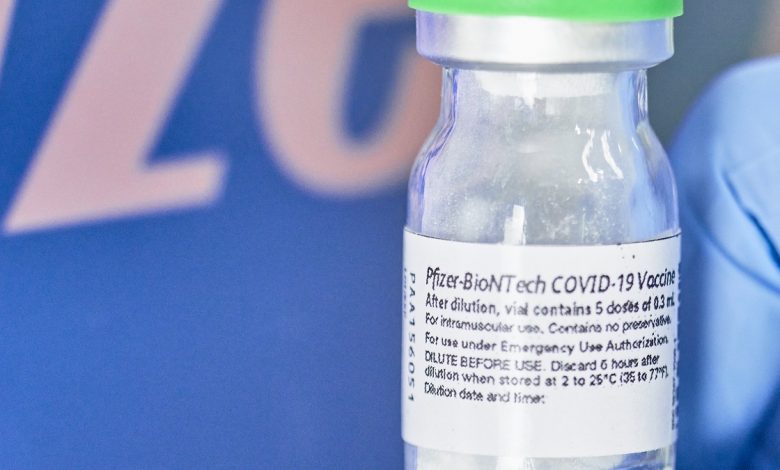 Pfizer-BioNTech COVID-19 Vaccine
After dilution, vial contains 5 doses of 0.3 mL
For intramuscular use. Contains no preservative.
For use under Emergency Use Authorization.
DILUTE BEFORE USE. Discard 6 hours after
dilution when stored at 2 to 25°C (35 to 77°F).
Dilution date and time:
PAA156051